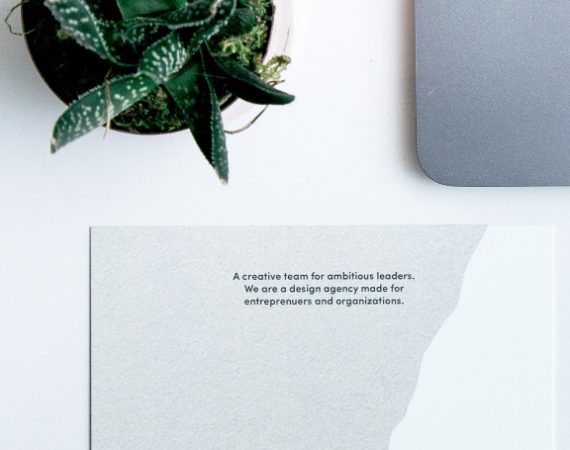 A creative team for ambitious leaders.
We are a design agency made for
entreprenuers and organizations.